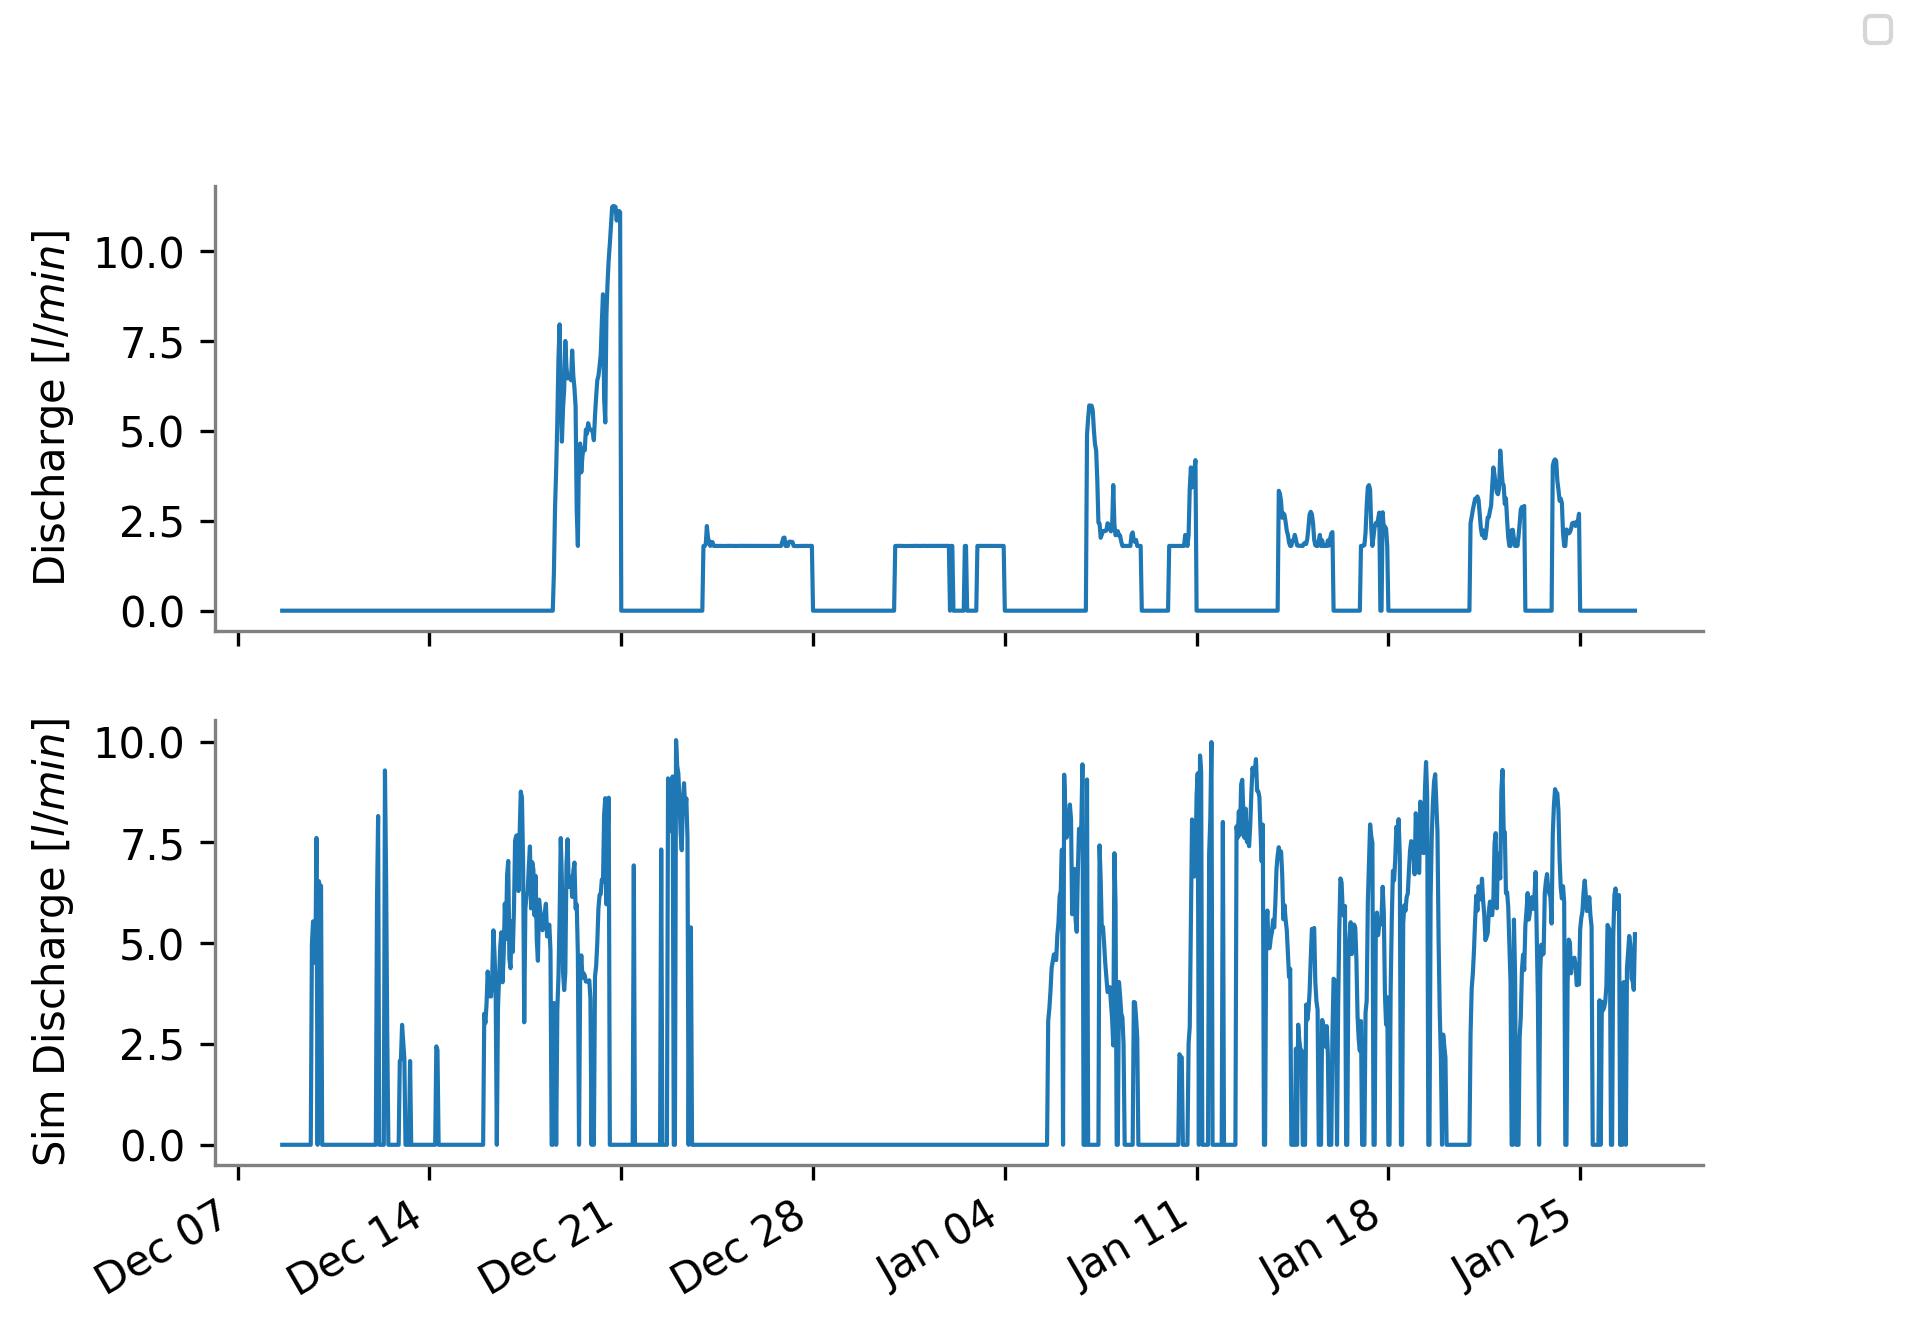 Discharge [l/min]
10.0
7.5
5.0
2.5
0.0
Sim Discharge [l/min]
10.0
7.5
5.0
2.5
0.0
Dec 07
Dec 14
Dec 21
Dec 28
Jan 04
Jan 11
Jan 18
Jan 25